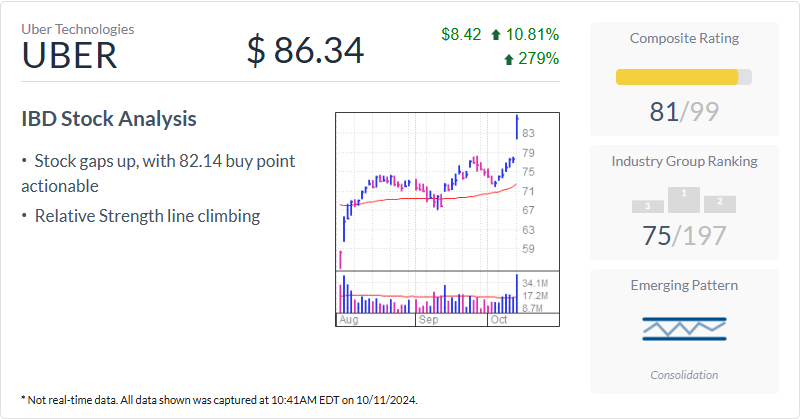 Uber Technologies
UBER
$ 86.34
$8.42 10.81%
279%
IBD Stock Analysis
• Stock gaps up, with 82.14 buy point
actionable
• Relative Strength line climbing
83
79
75
71
67
63
59
34.1M
17.2M
8.7M
Aug Sep Oct
Composite Rating
81/99
Industry Group Ranking
3 1 2
75/197
Emerging Pattern
Consolidation
* Not real-time data. All data shown was captured at 10:41AM EDT on 10/11/2024.